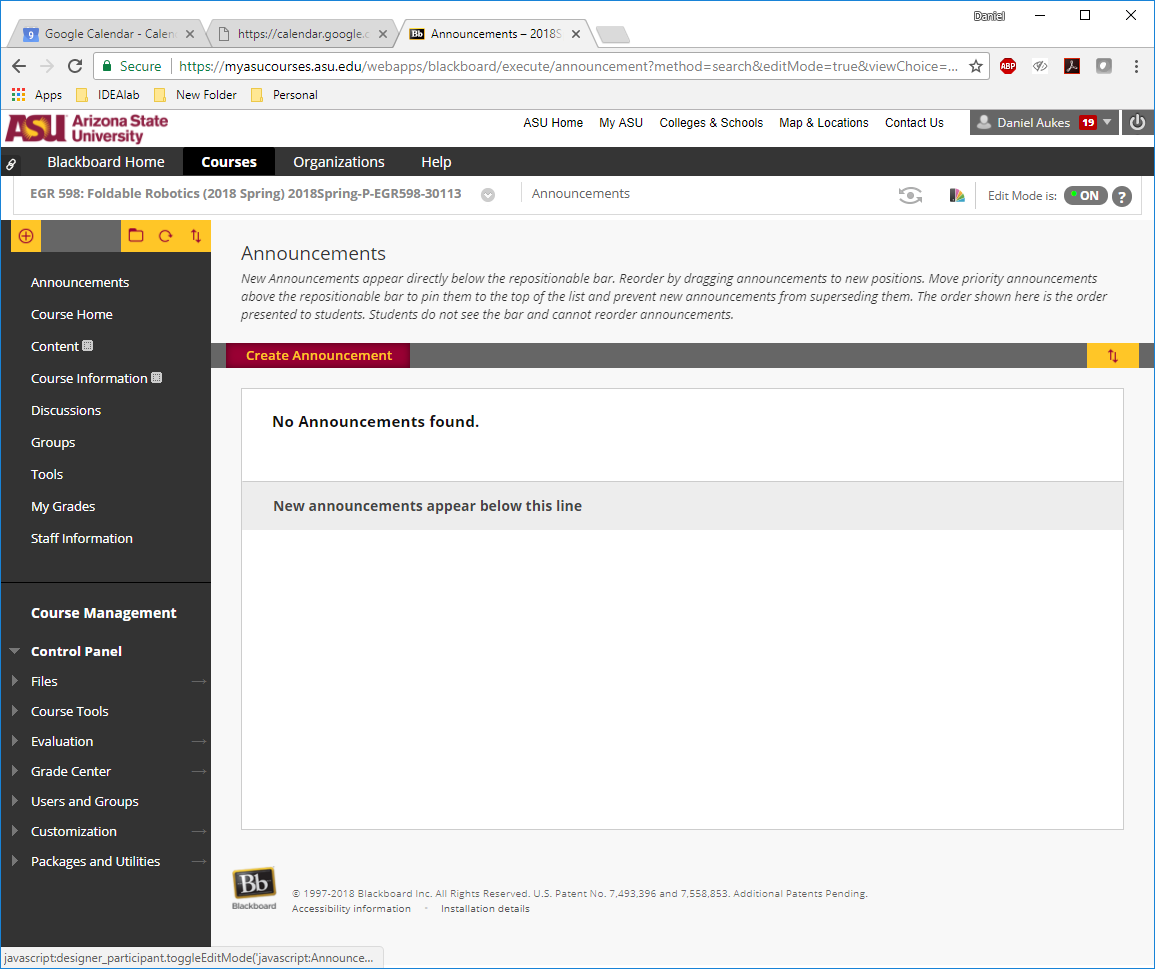 Daniel
9 Google Calendar - Calen
https://calendar.google.c
Bb Announcements – 2018S
Secure https://myasucourses.asu.edu/webapps/blackboard/execute/announcement?method=search&editMode=true&viewChoice=...
ABP
Apps IDEAlab New Folder Personal
ASU Arizona State University
ASU Home My ASU Colleges & Schools Map & Locations Contact Us
Daniel Aukes 19
Blackboard Home Courses Organizations Help
EGR 598: Foldable Robotics (2018 Spring) 2018Spring-P-EGR598-30113 Announcements
Edit Mode is: ON ?
Announcements
Course Home
Content
Course Information
Discussions
Groups
Tools
My Grades
Staff Information
Course Management
Control Panel
Files
Course Tools
Evaluation
Grade Center
Users and Groups
Customization
Packages and Utilities
Announcements
New Announcements appear directly below the repositionable bar. Reorder by dragging announcements to new positions. Move priority announcements
above the repositionable bar to pin them to the top of the list and prevent new announcements from superseding them. The order shown here is the order
presented to students. Students do not see the bar and cannot reorder announcements.
Create Announcement
No Announcements found.
New announcements appear below this line
Bb
Blackboard
© 1997-2018 Blackboard Inc. All Rights Reserved. U.S. Patent No. 7,493,396 and 7,558,853. Additional Patents Pending.
Accessibility information · Installation details
javascript:designer_participant.toggleEditMode('javascript:Announce...